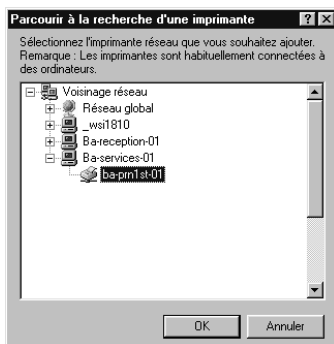 Parcourir à la recherche d'une imprimante
Sélectionnez l'imprimante réseau que vous souhaitez ajouter.
Remarque : Les imprimantes sont habituellement connectées à
des ordinateurs.
Voisinage réseau
Réseau global
_wsi1810
Ba-reception-01
Ba-services-01
ba-prn1st-01
OK
Annuler